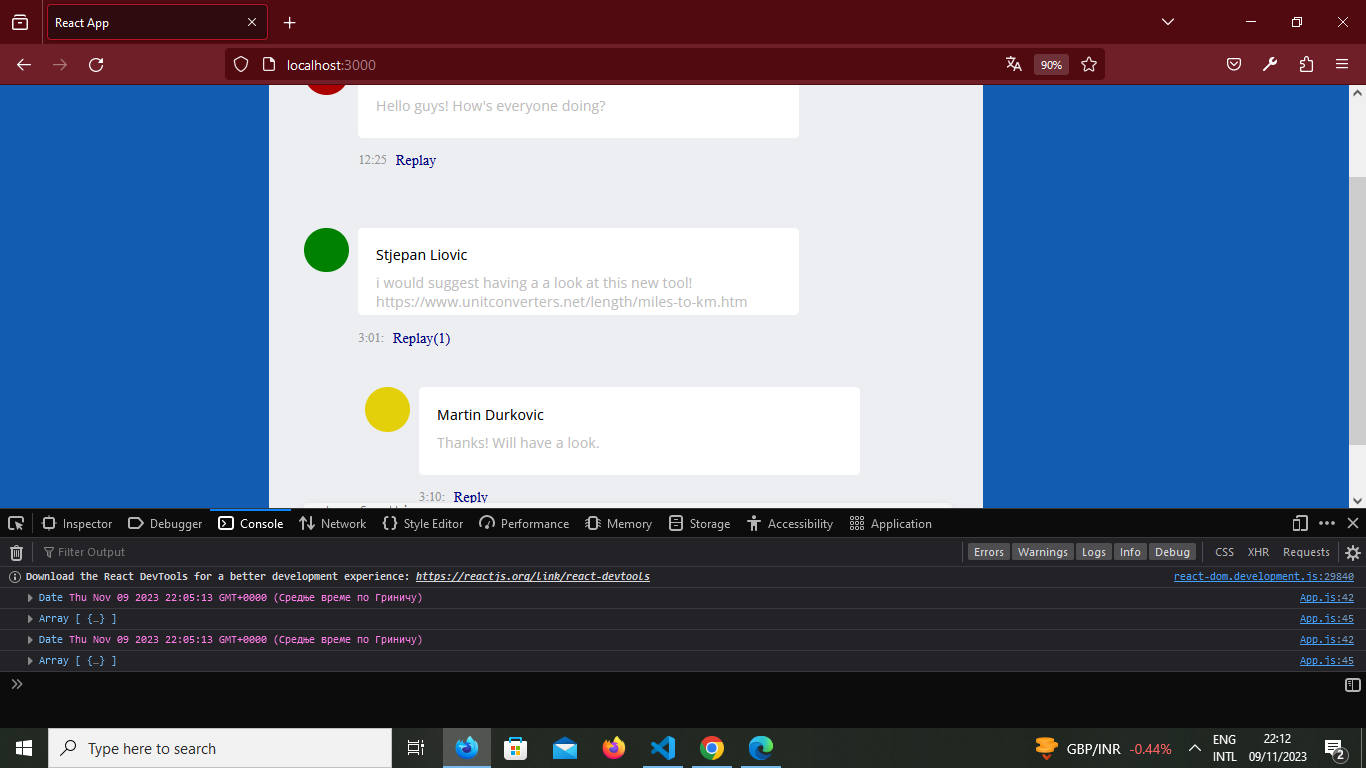 React App
localhost:3000
90%
Hello guys! How's everyone doing?
12:25 Replay
Stjepan Liovic
i would suggest having a a look at this new tool!
https://www.unitconverters.net/length/miles-to-km.htm
3:01: Replay(1)
Martin Durkovic
Thanks! Will have a look.
3:10: Reply
Inspector Debugger Console Network Style Editor Performance Memory Storage Accessibility Application
Filter Output Errors Warnings Logs Info Debug CSS XHR Requests
Download the React DevTools for a better development experience: https://reactjs.org/link/react-devtools react-dom.development.js:29840
Date Thu Nov 09 2023 22:05:13 GMT+0000 (Средње време по Гриничу) App.js:42
Array [ {…} ] App.js:45
Date Thu Nov 09 2023 22:05:13 GMT+0000 (Средње време по Гриничу) App.js:42
Array [ {…} ] App.js:45
Type here to search
GBP/INR -0.44%
ENG 22:12
INTL 09/11/2023
2